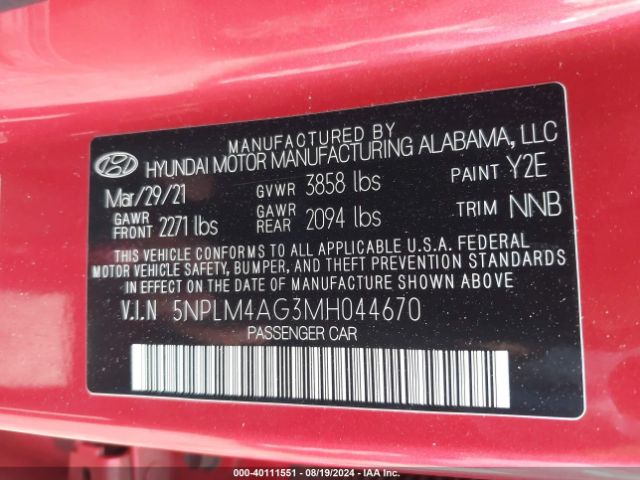 MANUFACTURED BY
HYUNDAI MOTOR MANUFACTURING ALABAMA, LLC
Mar/29/21 GVWR 3858 lbs PAINT Y2E
GAWR FRONT 2271 lbs GAWR REAR 2094 lbs TRIM NNB
THIS VEHICLE CONFORMS TO ALL APPLICABLE U.S.A. FEDERAL
MOTOR VEHICLE SAFETY, BUMPER, AND THEFT PREVENTION STANDARDS
IN EFFECT ON THE DATE OF MANUFACTURE SHOWN ABOVE.
V.I.N 5NPLM4AG3MH044670
PASSENGER CAR
000-40111551 - 08/19/2024 - IAAI.COM